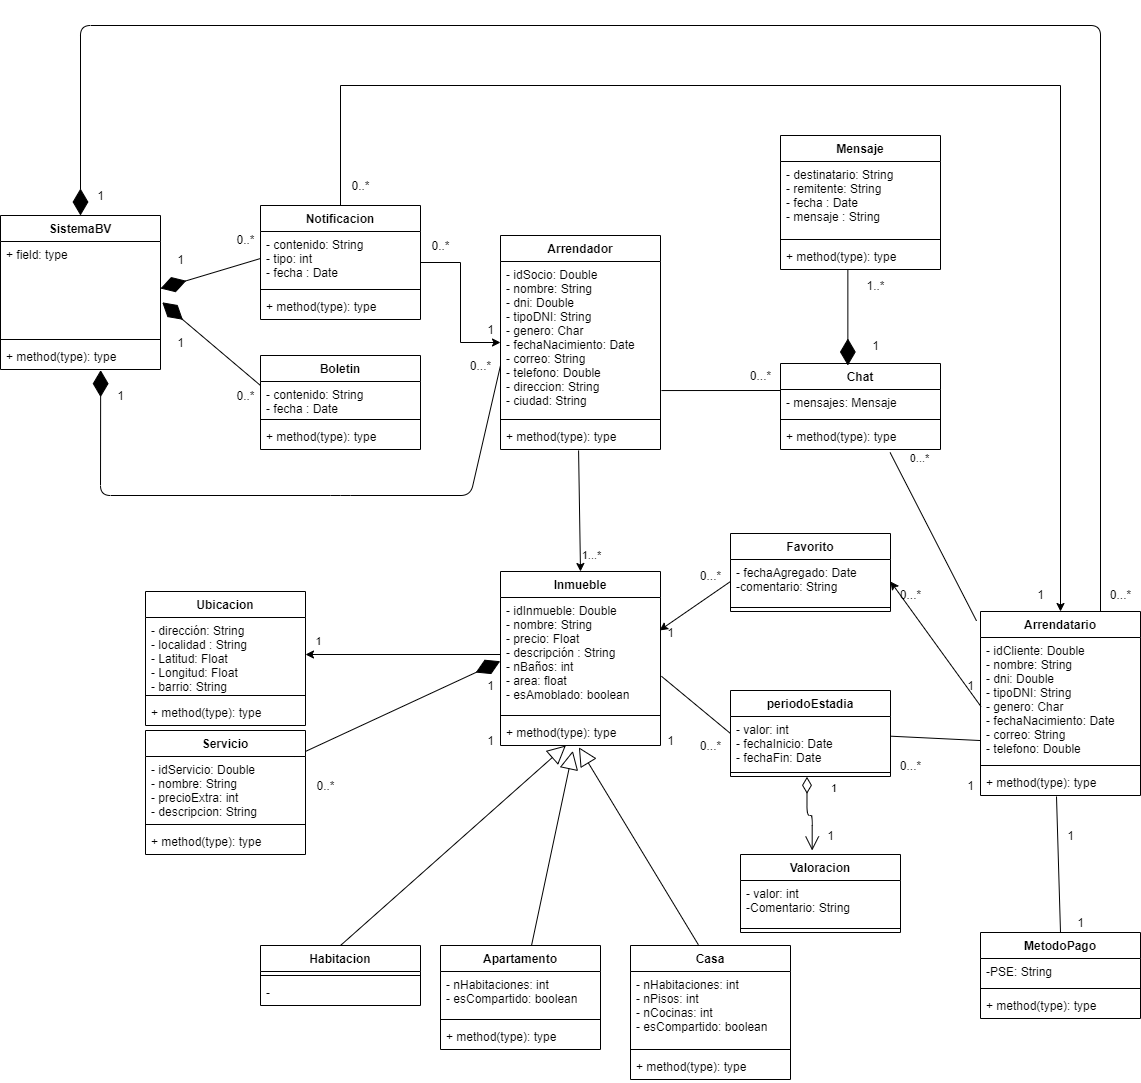 SistemaBV
+ field: type
+ method(type): type
1
1
1
1
0..*
0..*
0..*
Notificacion
- contenido: String
- tipo: int
- fecha : Date
+ method(type): type
0..*
1
Boletin
- contenido: String
- fecha : Date
+ method(type): type
Arrendador
- idSocio: Double
- nombre: String
- dni: Double
- tipoDNI: String
- genero: Char
- fechaNacimiento: Date
- correo: String
- telefono: Double
- direccion: String
- ciudad: String
+ method(type): type
0...*
Mensaje
- destinatario: String
- remitente: String
- fecha : Date
- mensaje : String
+ method(type): type
1..*
1
0...*
Chat
- mensajes: Mensaje
+ method(type): type
0...*
1...*
Inmueble
- idInmueble: Double
- nombre: String
- precio: Float
- descripción : String
- nBaños: int
- area: float
- esAmoblado: boolean
+ method(type): type
Ubicacion
- dirección: String
- localidad : String
- Latitud: Float
- Longitud: Float
- barrio: String
+ method(type): type
1
1
1
Servicio
- idServicio: Double
- nombre: String
- precioExtra: int
- descripcion: String
+ method(type): type
0..*
Favorito
- fechaAgregado: Date
-comentario: String
0...*
1
0...*
1
1
0...*
periodoEstadia
- valor: int
- fechaInicio: Date
- fechaFin: Date
0...*
1
1
1
Valoracion
- valor: int
-Comentario: String
1
0...*
Arrendatario
- idCliente: Double
- nombre: String
- dni: Double
- tipoDNI: String
- genero: Char
- fechaNacimiento: Date
- correo: String
- telefono: Double
+ method(type): type
1
1
MetodoPago
-PSE: String
+ method(type): type
Habitacion
-
Apartamento
- nHabitaciones: int
- esCompartido: boolean
+ method(type): type
Casa
- nHabitaciones: int
- nPisos: int
- nCocinas: int
- esCompartido: boolean
+ method(type): type